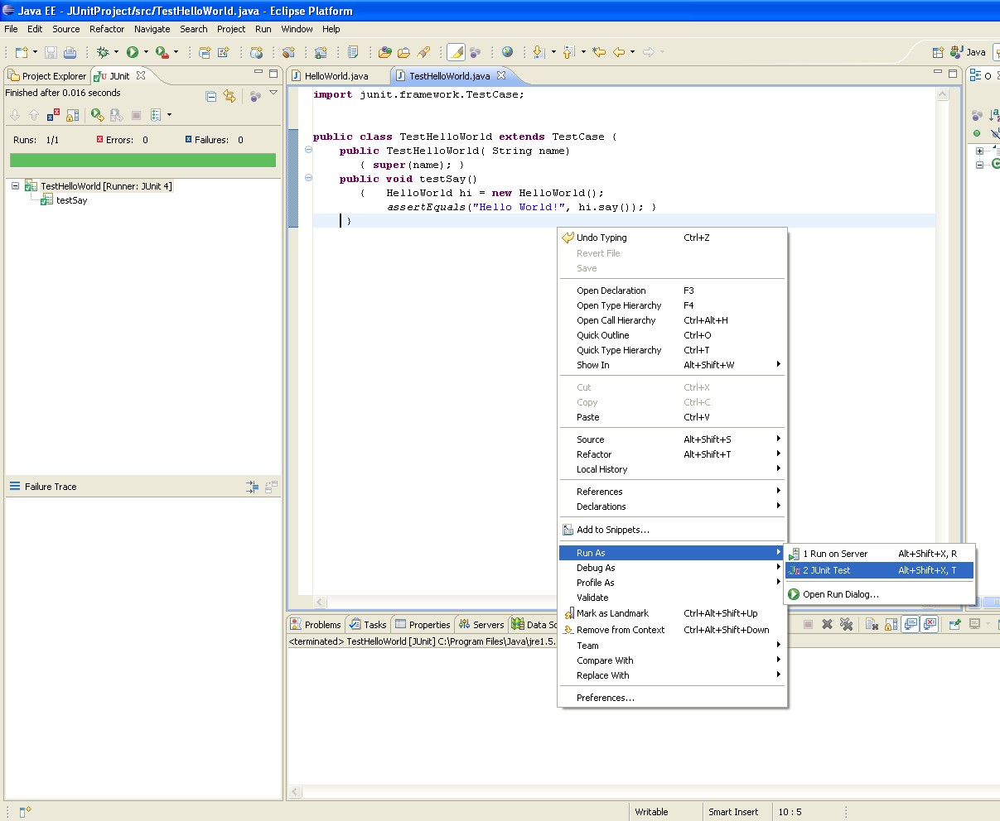 Java EE - JUnitProject/src/TestHelloWorld.java - Eclipse Platform
File Edit Source Refactor Navigate Search Project Run Window Help
Java
Project Explorer JUnit
Finished after 0.016 seconds
Runs: 1/1 Errors: 0 Failures: 0
TestHelloWorld [Runner: JUnit 4]
testSay
Failure Trace
HelloWorld.java TestHelloWorld.java
import junit.framework.TestCase;
public class TestHelloWorld extends TestCase {
public TestHelloWorld( String name)
{ super(name); }
public void testSay()
{ HelloWorld hi = new HelloWorld();
assertEquals("Hello World!", hi.say()); }
}
O
Undo Typing Ctrl+Z
Revert File
Save
Open Declaration F3
Open Type Hierarchy F4
Open Call Hierarchy Ctrl+Alt+H
Quick Outline Ctrl+O
Quick Type Hierarchy Ctrl+T
Show In Alt+Shift+W
Cut Ctrl+X
Copy Ctrl+C
Paste Ctrl+V
Source Alt+Shift+S
Refactor Alt+Shift+T
Local History
References
Declarations
Add to Snippets...
Run As
Debug As
Profile As
Validate
Mark as Landmark Ctrl+Alt+Shift+Up
Remove from Context Ctrl+Alt+Shift+Down
Team
Compare With
Replace With
Preferences...
1 Run on Server Alt+Shift+X, R
2 JUnit Test Alt+Shift+X, T
Open Run Dialog...
Problems Tasks Properties Servers Data So
<terminated> TestHelloWorld [JUnit] C:\Program Files\Java\jre1.5.
Writable Smart Insert 10 : 5